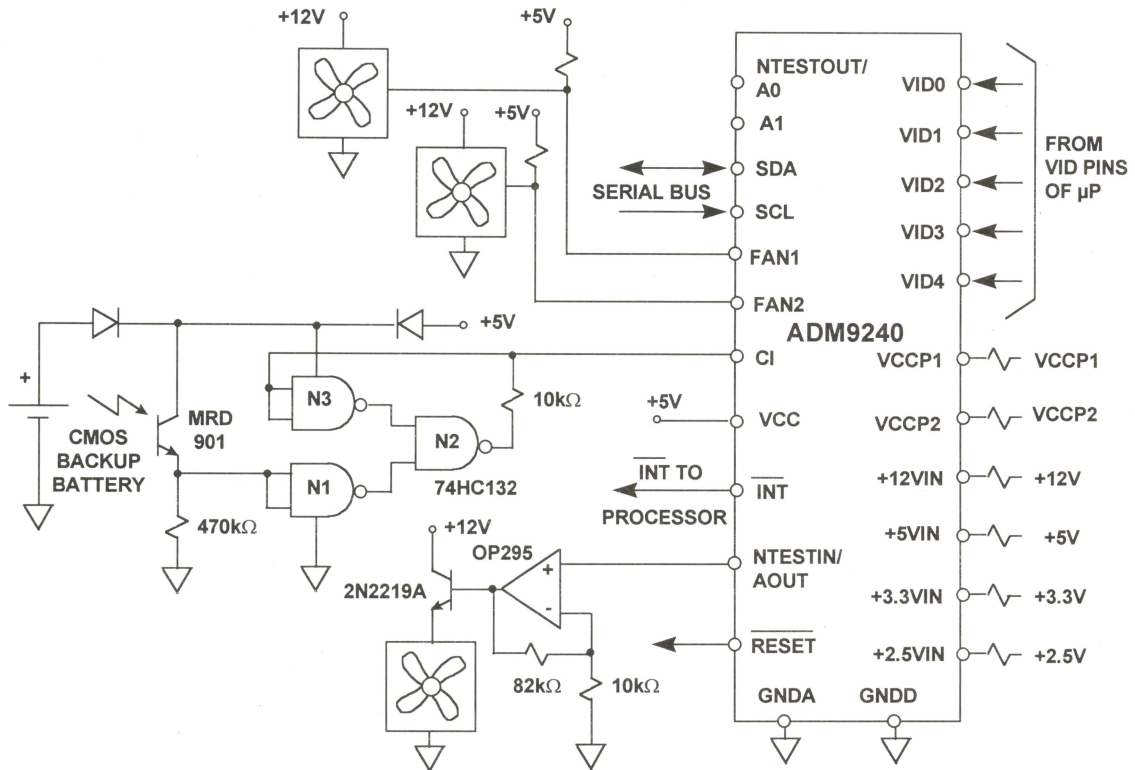 +12V
+5V
+12V
+5V
NTESTOUT/
A0
A1
SDA
SERIAL BUS
SCL
FAN1
FAN2
VID0
VID1
VID2
VID3
VID4
FROM
VID PINS
OF µP
ADM9240
+5V
CI
VCCP1
VCCP1
+
MRD
901
CMOS
BACKUP
BATTERY
N3
N2
N1
10kΩ
74HC132
470kΩ
+5V
VCC
VCCP2
VCCP2
INT TO
PROCESSOR
INT
+12VIN
+12V
+5VIN
+5V
+12V
OP295
2N2219A
+
-
NTESTIN/
AOUT
+3.3VIN
+3.3V
82kΩ
10kΩ
RESET
+2.5VIN
+2.5V
GNDA
GNDD